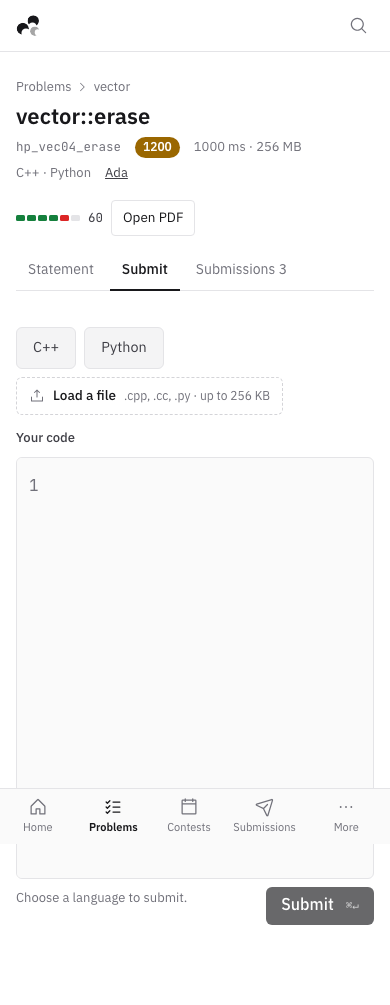 Problems > vector
vector::erase
hp_vec04_erase 1200 1000 ms · 256 MB
C++ · Python Ada
60 Open PDF
Statement Submit Submissions 3
C++ Python
Load a file .cpp, .cc, .py · up to 256 KB
Your code
1
Home Problems Contests Submissions More
Choose a language to submit. Submit ⌘↵